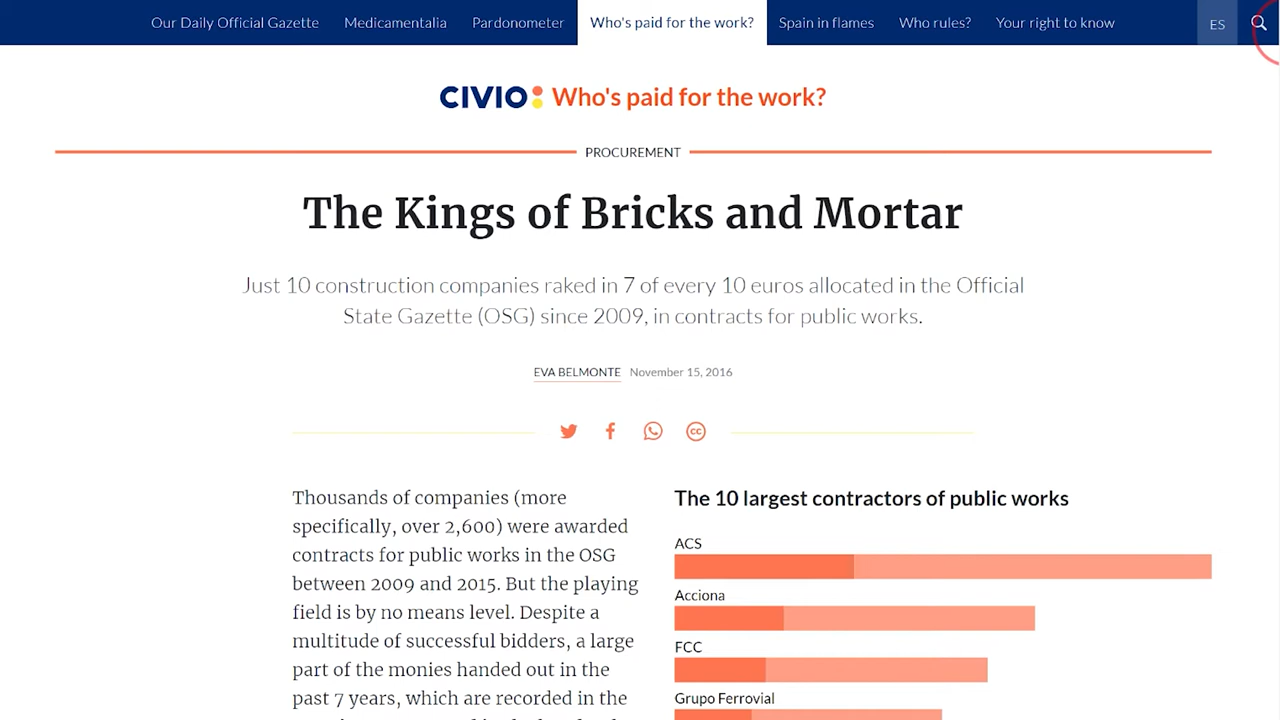 Our Daily Official Gazette Medicamentalia Pardonometer Who's paid for the work? Spain in flames Who rules? Your right to know ES
CIVIO Who's paid for the work?
PROCUREMENT
The Kings of Bricks and Mortar
Just 10 construction companies raked in 7 of every 10 euros allocated in the Official
State Gazette (OSG) since 2009, in contracts for public works.
EVA BELMONTE November 15, 2016
cc
Thousands of companies (more
specifically, over 2,600) were awarded
contracts for public works in the OSG
between 2009 and 2015. But the playing
field is by no means level. Despite a
multitude of successful bidders, a large
part of the monies handed out in the
past 7 years, which are recorded in the
The 10 largest contractors of public works
ACS
Acciona
FCC
Grupo Ferrovial